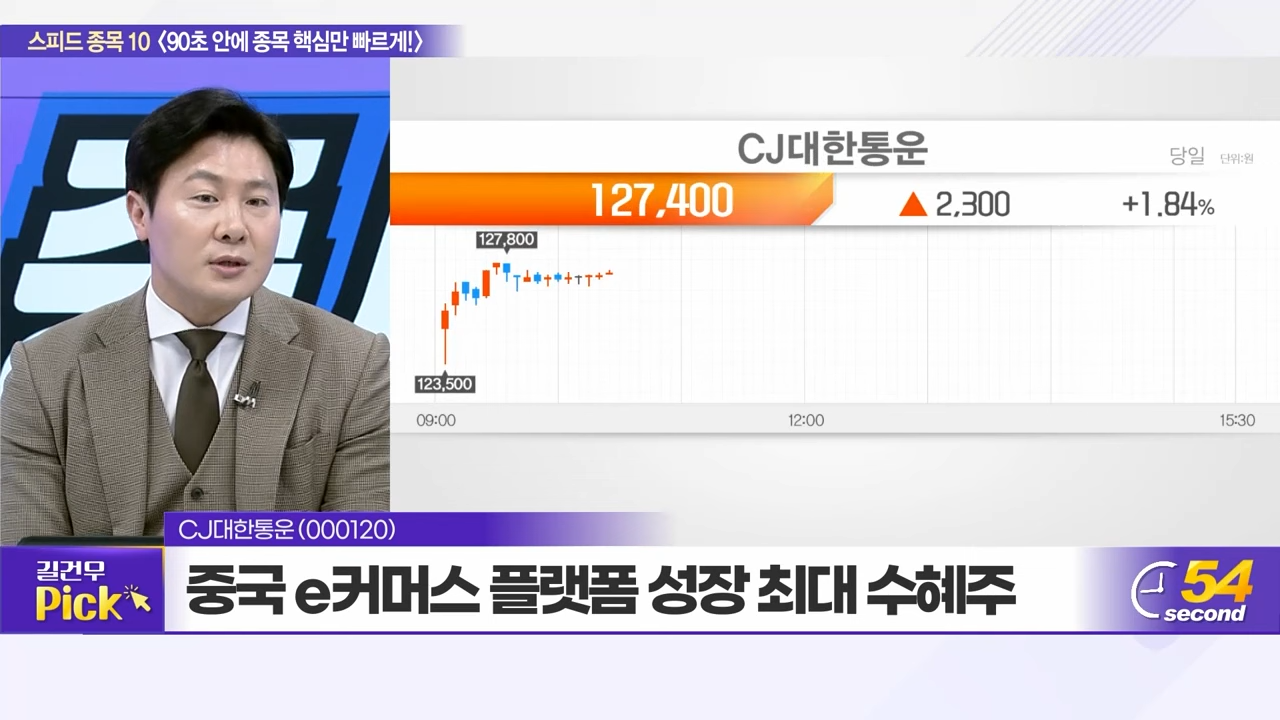 스피드 종목 10 〈90초 안에 종목 핵심만 빠르게!〉
CJ대한통운
당일 단위:원
127,400 ▲ 2,300 +1.84%
127,800
123,500
09:00 12:00 15:30
CJ대한통운 (000120)
길건무
Pick
중국 e커머스 플랫폼 성장 최대 수혜주
54
second